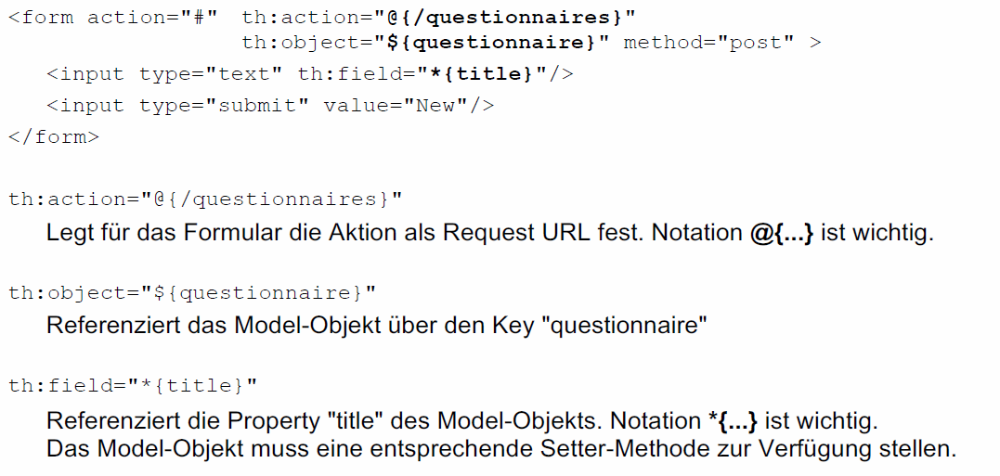 <form action="#" th:action="@{/questionnaires}"
th:object="${questionnaire}" method="post" >
<input type="text" th:field="*{title}"/>
<input type="submit" value="New"/>
</form>
th:action="@{/questionnaires}"
Legt für das Formular die Aktion als Request URL fest. Notation @{...} ist wichtig.
th:object="${questionnaire}"
Referenziert das Model-Objekt über den Key "questionnaire"
th:field="*{title}"
Referenziert die Property "title" des Model-Objekts. Notation *{...} ist wichtig.
Das Model-Objekt muss eine entsprechende Setter-Methode zur Verfügung stellen.